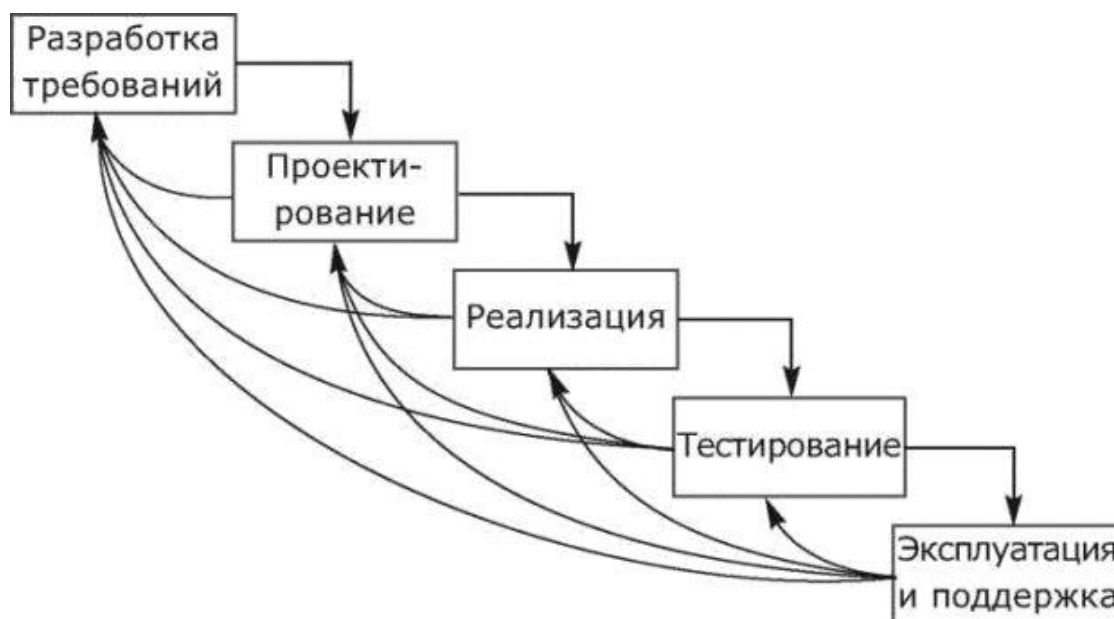 Разработка
требований
Проекти-
рование
Реализация
Тестирование
Эксплуатация
и поддержка